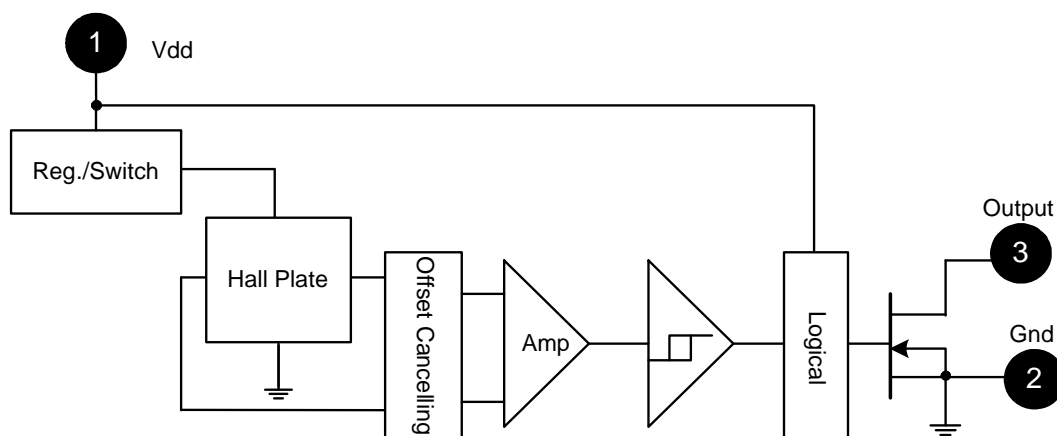 1
Vdd
Reg./Switch
Hall Plate
Offset Cancelling
Amp
Logical
Output
3
Gnd
2